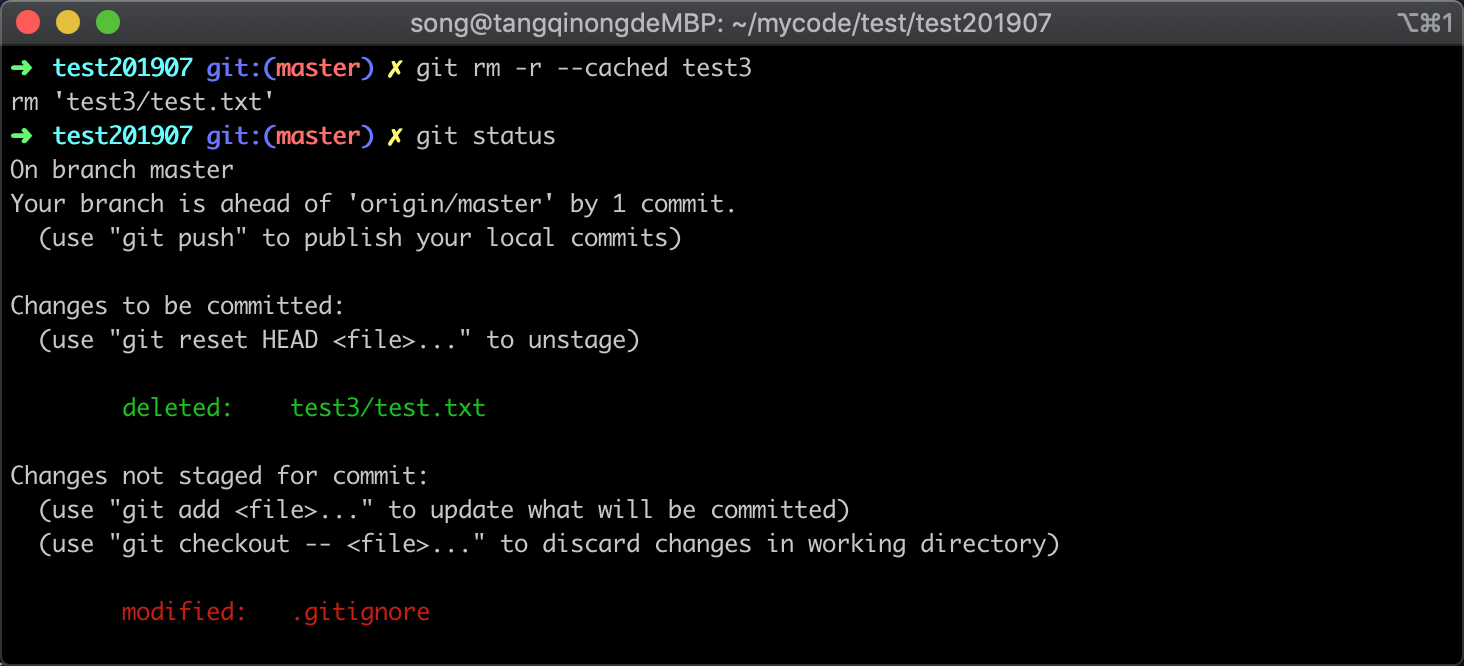 song@tangqinongdeMBP: ~/mycode/test/test201907 ⌥⌘1
➜  test201907 git:(master) ✗ git rm -r --cached test3
rm 'test3/test.txt'
➜  test201907 git:(master) ✗ git status
On branch master
Your branch is ahead of 'origin/master' by 1 commit.
  (use "git push" to publish your local commits)

Changes to be committed:
  (use "git reset HEAD <file>..." to unstage)

        deleted:    test3/test.txt

Changes not staged for commit:
  (use "git add <file>..." to update what will be committed)
  (use "git checkout -- <file>..." to discard changes in working directory)

        modified:   .gitignore